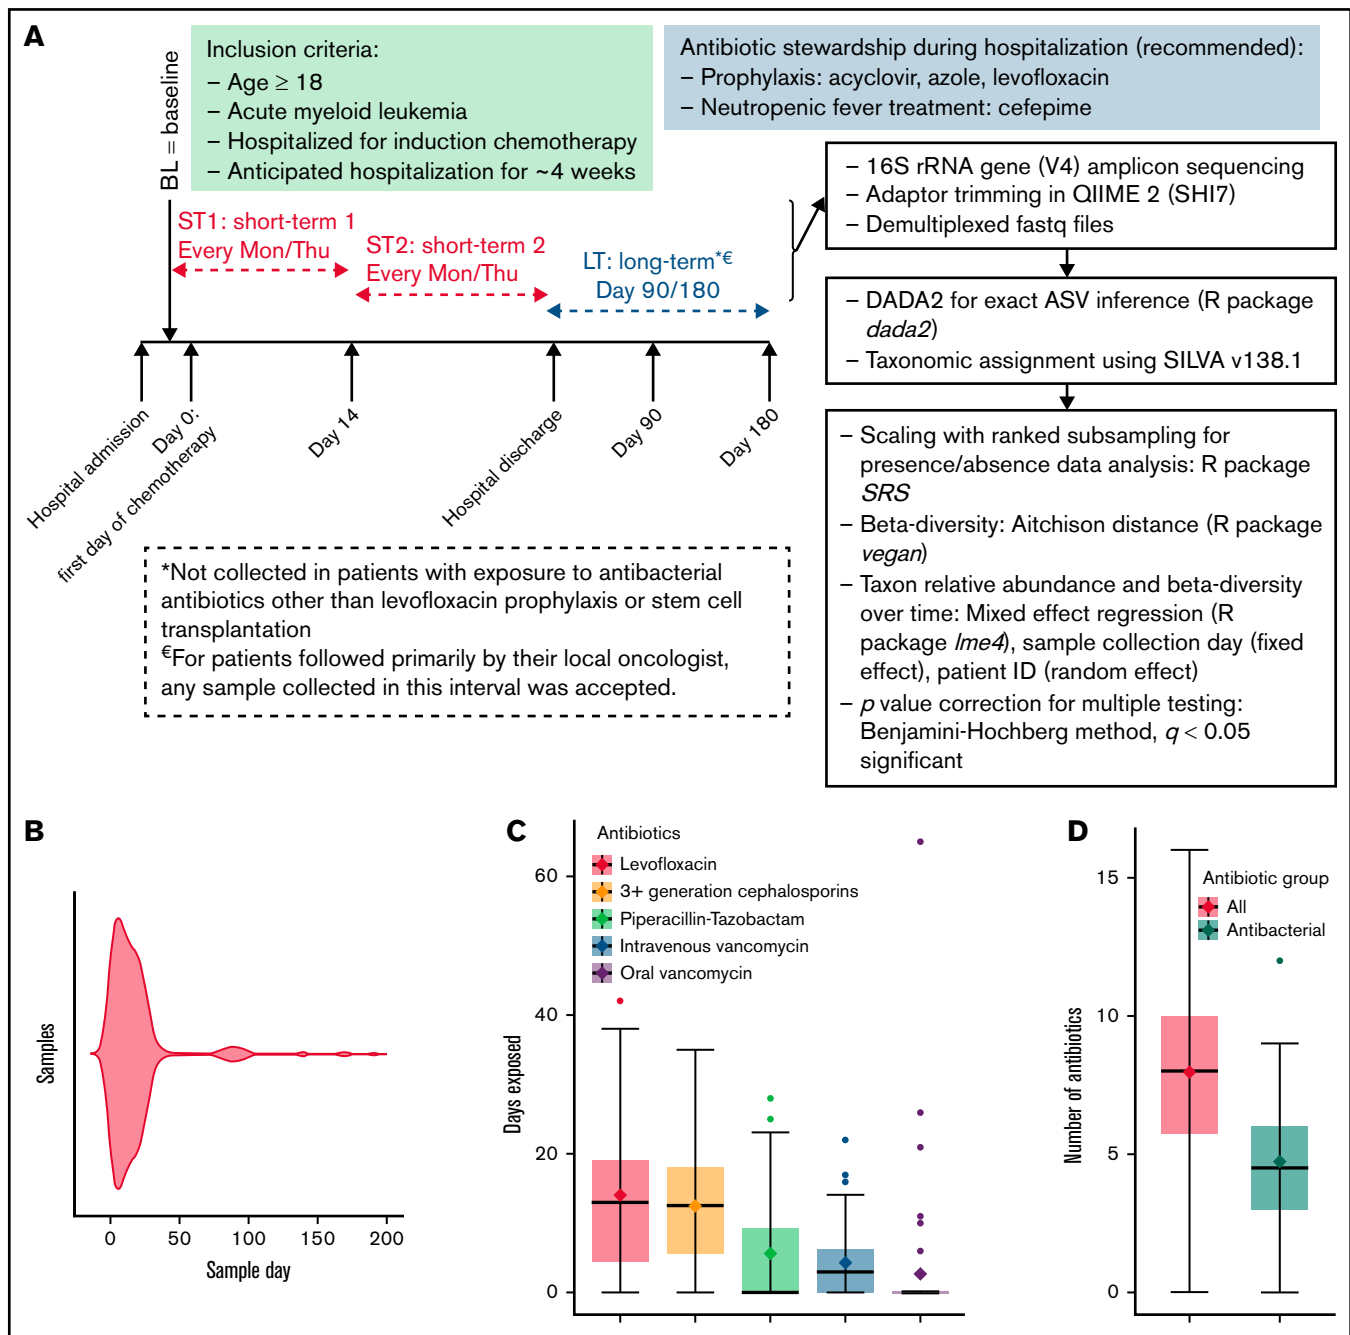 A
BL = baseline
Inclusion criteria:
– Age ≥ 18
– Acute myeloid leukemia
– Hospitalized for induction chemotherapy
– Anticipated hospitalization for ~4 weeks
Antibiotic stewardship during hospitalization (recommended):
– Prophylaxis: acyclovir, azole, levofloxacin
– Neutropenic fever treatment: cefepime
ST1: short-term 1
Every Mon/Thu
ST2: short-term 2
Every Mon/Thu
LT: long-term*€
Day 90/180
Hospital admission
Day 0:
first day of chemotherapy
Day 14
Hospital discharge
Day 90
Day 180
*Not collected in patients with exposure to antibacterial
antibiotics other than levofloxacin prophylaxis or stem cell
transplantation
€For patients followed primarily by their local oncologist,
any sample collected in this interval was accepted.
– 16S rRNA gene (V4) amplicon sequencing
– Adaptor trimming in QIIME 2 (SHI7)
– Demultiplexed fastq files
– DADA2 for exact ASV inference (R package
dada2)
– Taxonomic assignment using SILVA v138.1
– Scaling with ranked subsampling for
presence/absence data analysis: R package
SRS
– Beta-diversity: Aitchison distance (R package
vegan)
– Taxon relative abundance and beta-diversity
over time: Mixed effect regression (R
package lme4), sample collection day (fixed
effect), patient ID (random effect)
– p value correction for multiple testing:
Benjamini-Hochberg method, q < 0.05
significant
B
Samples
0 50 100 150 200
Sample day
C
Antibiotics
Levofloxacin
3+ generation cephalosporins
Piperacillin-Tazobactam
Intravenous vancomycin
Oral vancomycin
Days exposed
60
40
20
0
D
Antibiotic group
All
Antibacterial
Number of antibiotics
15
10
5
0